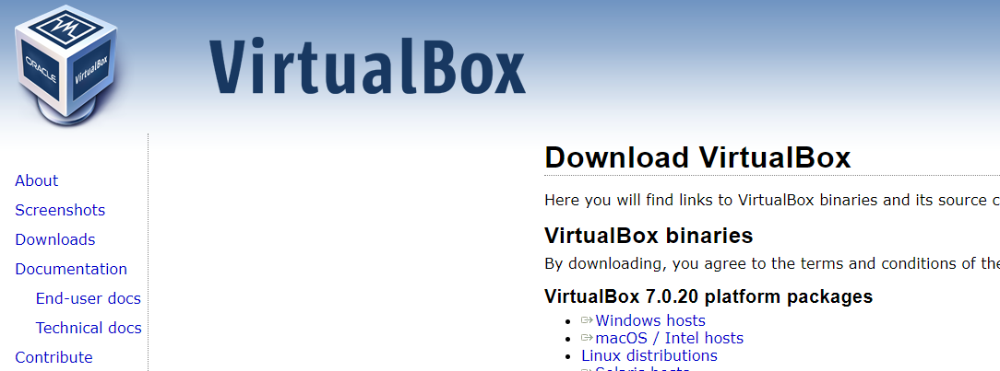 ORACLE
VirtualBox
VirtualBox
About
Screenshots
Downloads
Documentation
End-user docs
Technical docs
Contribute
Download VirtualBox
Here you will find links to VirtualBox binaries and its source c
VirtualBox binaries
By downloading, you agree to the terms and conditions of the
VirtualBox 7.0.20 platform packages
Windows hosts
macOS / Intel hosts
Linux distributions
Solaris hosts